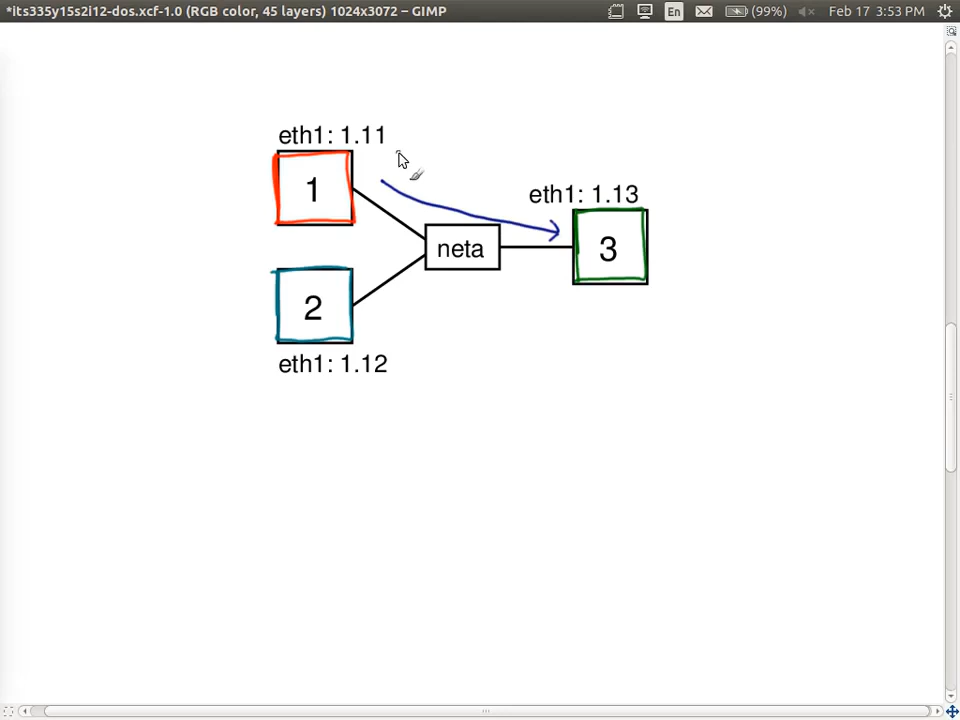 *its335y15s2i12-dos.xcf-1.0 (RGB color, 45 layers) 1024x3072 – GIMP
En (99%) Feb 17 3:53 PM
eth1: 1.11
1
eth1: 1.13
neta
3
2
eth1: 1.12